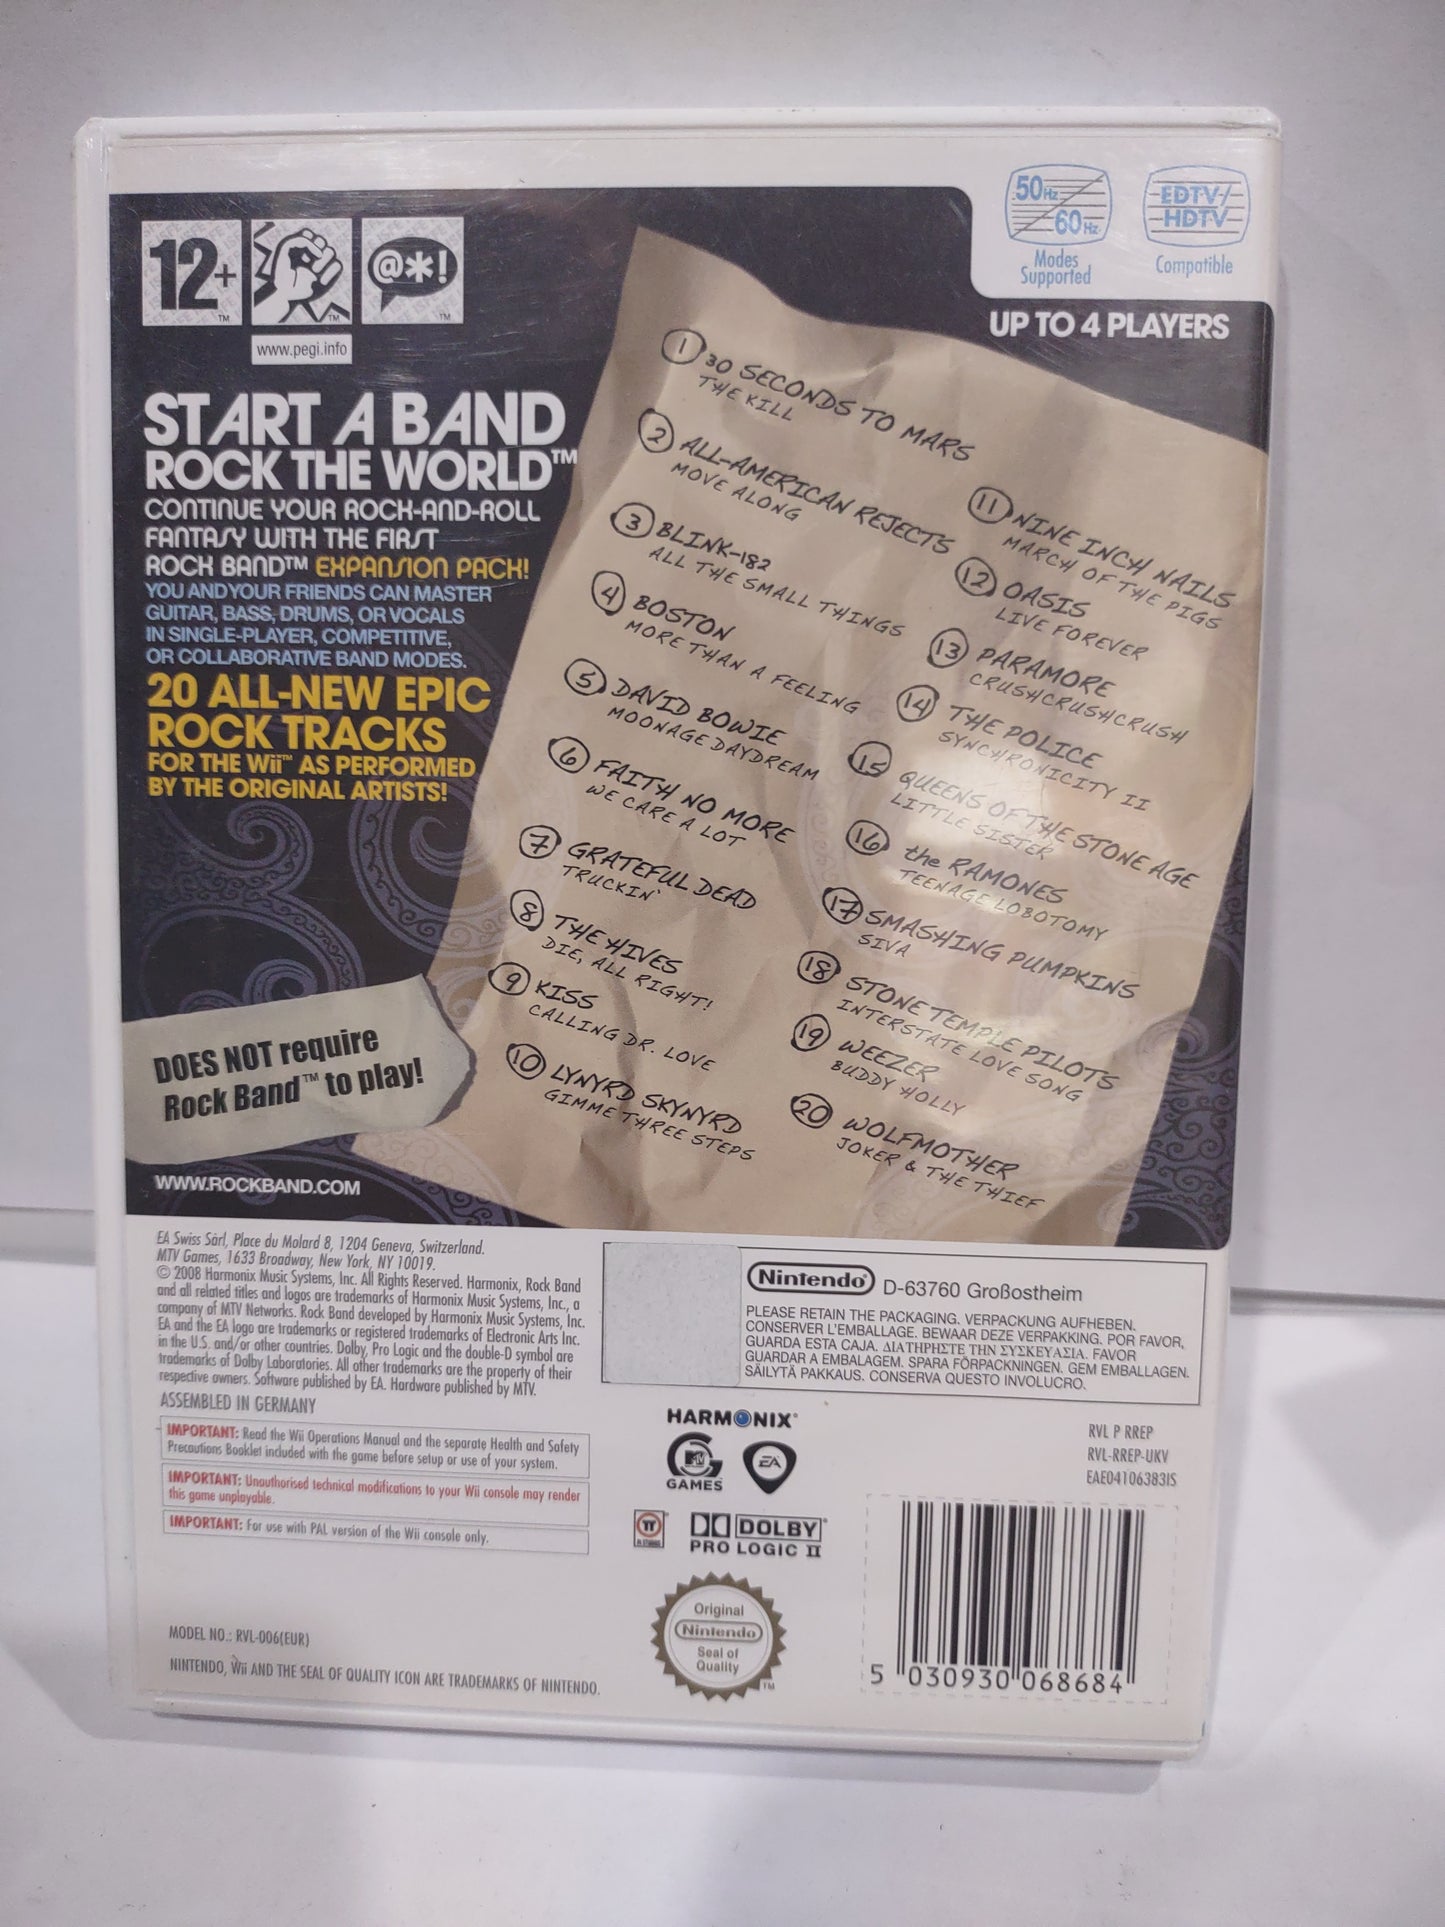 50Hz
60Hz
Modes
Supported
EDTV/
HDTV
Compatible
12+™
™
@*!
™
www.pegi.info
UP TO 4 PLAYERS
START A BAND
ROCK THE WORLD™
CONTINUE YOUR ROCK-AND-ROLL
FANTASY WITH THE FIRST
ROCK BAND™ EXPANSION PACK!
YOU AND YOUR FRIENDS CAN MASTER
GUITAR, BASS, DRUMS, OR VOCALS
IN SINGLE-PLAYER, COMPETITIVE,
OR COLLABORATIVE BAND MODES.
20 ALL-NEW EPIC
ROCK TRACKS
FOR THE Wii™ AS PERFORMED
BY THE ORIGINAL ARTISTS!
DOES NOT require
Rock Band™ to play!
WWW.ROCKBAND.COM
1 30 SECONDS TO MARS
THE KILL
2 ALL-AMERICAN REJECTS
MOVE ALONG
3 BLINK-182
ALL THE SMALL THINGS
4 BOSTON
MORE THAN A FEELING
5 DAVID BOWIE
MOONAGE DAYDREAM
6 FAITH NO MORE
WE CARE A LOT
7 GRATEFUL DEAD
TRUCKIN'
8 THE HIVES
DIE, ALL RIGHT!
9 KISS
CALLING DR. LOVE
10 LYNYRD SKYNYRD
GIMME THREE STEPS
11 NINE INCH NAILS
MARCH OF THE PIGS
12 OASIS
LIVE FOREVER
13 PARAMORE
CRUSHCRUSHCRUSH
14 THE POLICE
SYNCHRONICITY II
15 QUEENS OF THE STONE AGE
LITTLE SISTER
16 the RAMONES
TEENAGE LOBOTOMY
17 SMASHING PUMPKINS
SIVA
18 STONE TEMPLE PILOTS
INTERSTATE LOVE SONG
19 WEEZER
BUDDY HOLLY
20 WOLFMOTHER
JOKER & THE THIEF
EA Swiss Sàrl, Place du Molard 8, 1204 Geneva, Switzerland.
MTV Games, 1633 Broadway, New York, NY 10019.
© 2008 Harmonix Music Systems, Inc. All Rights Reserved. Harmonix, Rock Band
and all related titles and logos are trademarks of Harmonix Music Systems, Inc., a
company of MTV Networks. Rock Band developed by Harmonix Music Systems, Inc.
EA and the EA logo are trademarks or registered trademarks of Electronic Arts Inc.
in the U.S. and/or other countries. Dolby, Pro Logic and the double-D symbol are
trademarks of Dolby Laboratories. All other trademarks are the property of their
respective owners. Software published by EA. Hardware published by MTV.
ASSEMBLED IN GERMANY
IMPORTANT: Read the Wii Operations Manual and the separate Health and Safety
Precautions Booklet included with the game before setup or use of your system.
IMPORTANT: Unauthorised technical modifications to your Wii console may render
this game unplayable.
IMPORTANT: For use with PAL version of the Wii console only.
MODEL NO.: RVL-006(EUR)
NINTENDO, Wii AND THE SEAL OF QUALITY ICON ARE TRADEMARKS OF NINTENDO.
Nintendo® D-63760 Großostheim
PLEASE RETAIN THE PACKAGING. VERPACKUNG AUFHEBEN.
CONSERVER L'EMBALLAGE. BEWAAR DEZE VERPAKKING. POR FAVOR,
GUARDA ESTA CAJA. ΔΙΑΤΗΡΗΣΤΕ ΤΗΝ ΣΥΣΚΕΥΑΣΙΑ. FAVOR
GUARDAR A EMBALAGEM. SPARA FÖRPACKNINGEN. GEM EMBALLAGEN.
SÄILYTÄ PAKKAUS. CONSERVA QUESTO INVOLUCRO.
HARMONIX®
GAMES
EA
DOLBY®
PRO LOGIC II
Original
Nintendo
Seal of
Quality
™
RVL P RREP
RVL-RREP-UKV
EAE04106383IS
5 030930 068684